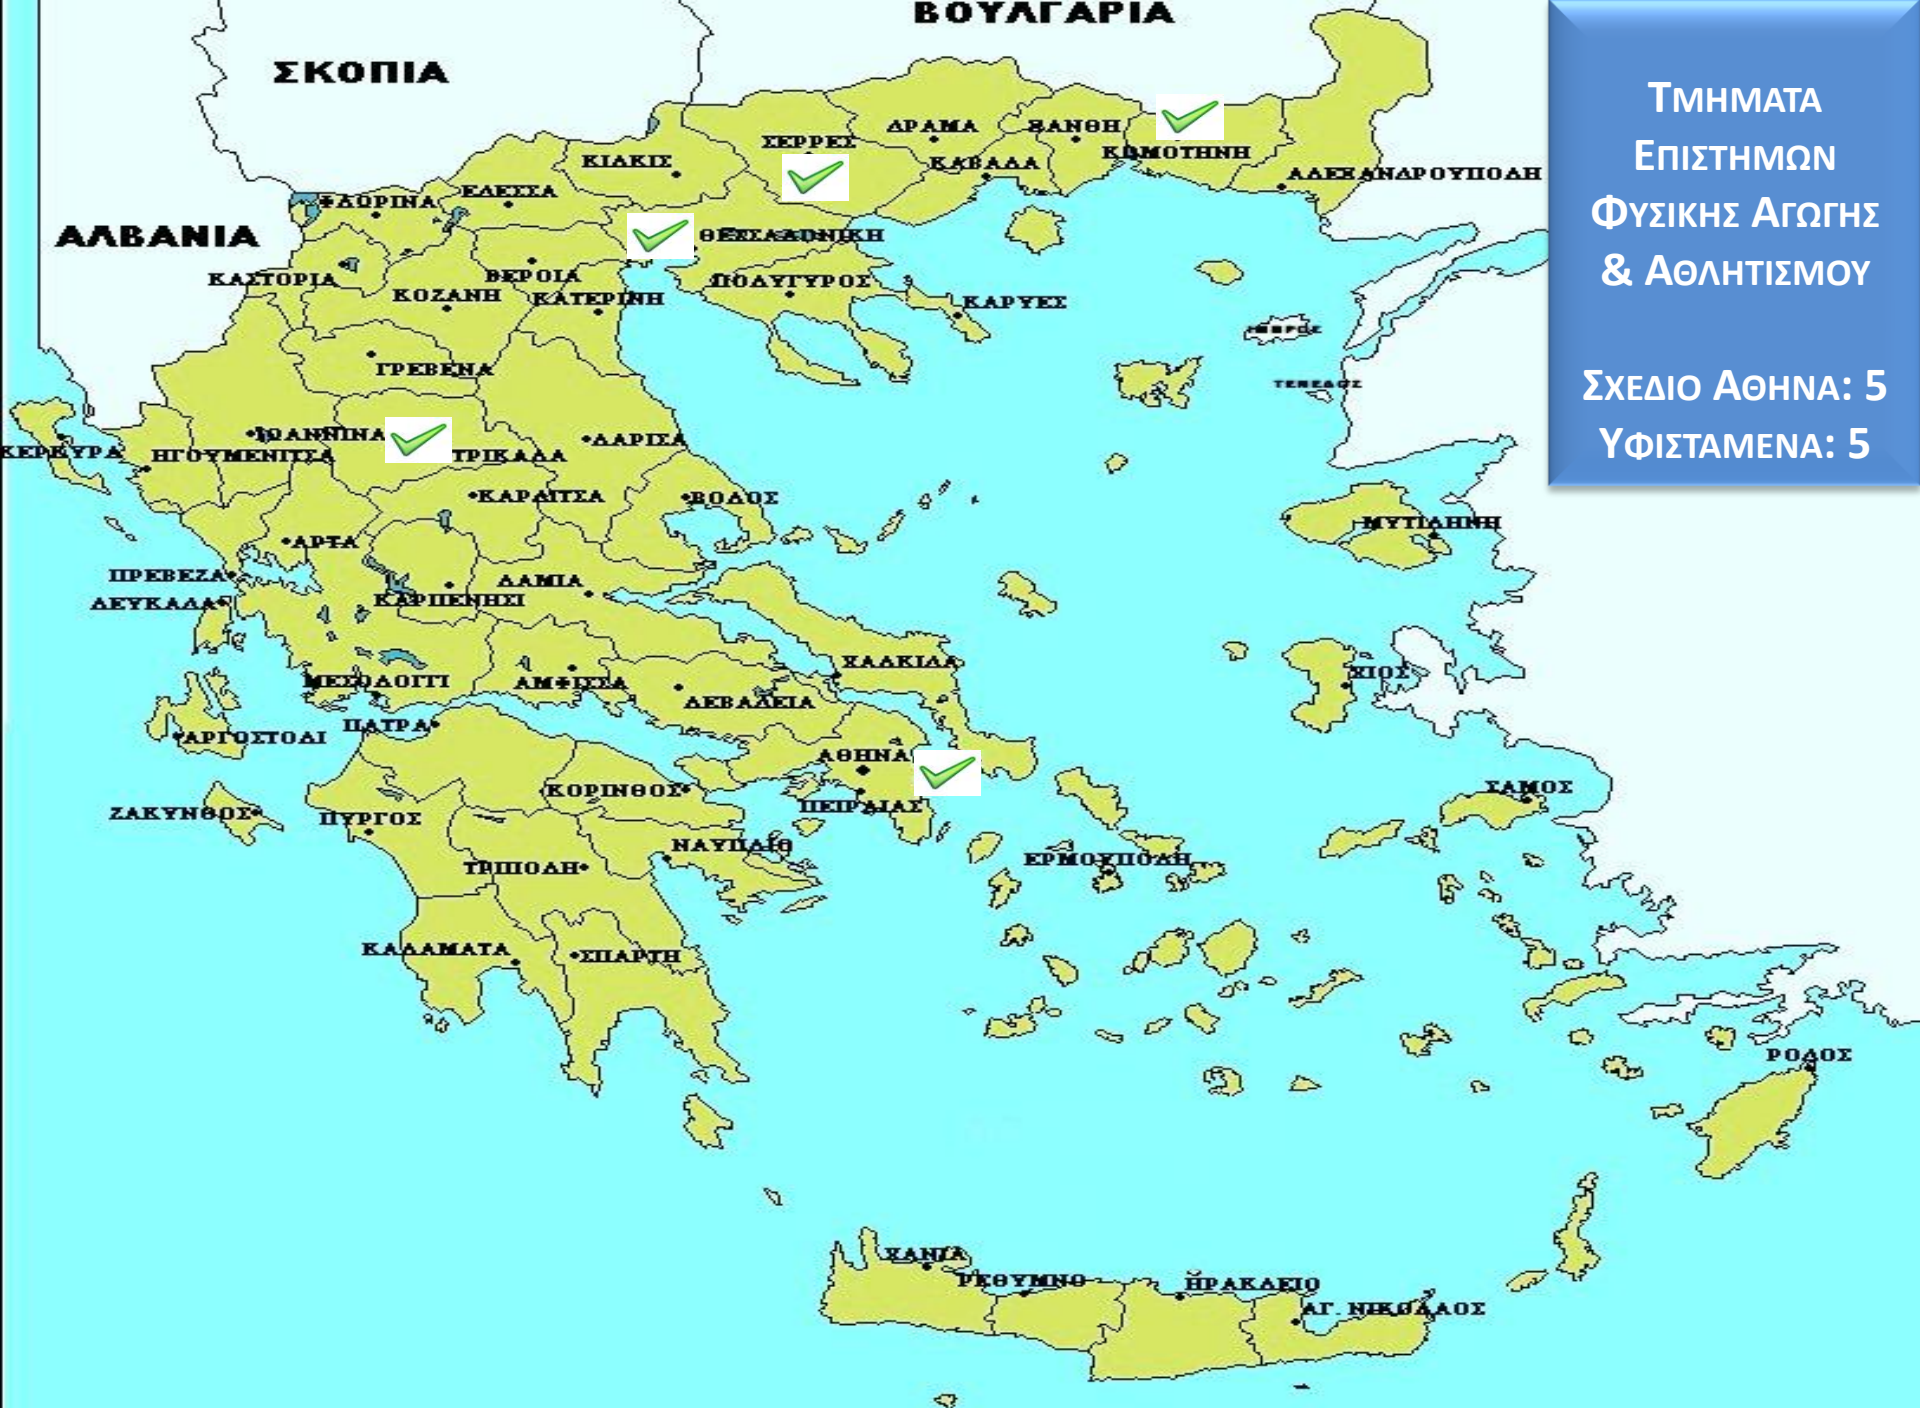 ΒΟΥΛΓΑΡΙΑ
ΣΚΟΠΙΑ
ΑΛΒΑΝΙΑ
ΤΜΗΜΑΤΑ
ΕΠΙΣΤΗΜΩΝ
ΦΥΣΙΚΗΣ ΑΓΩΓΗΣ
& ΑΘΛΗΤΙΣΜΟΥ
ΣΧΕΔΙΟ ΑΘΗΝΑ: 5
ΥΦΙΣΤΑΜΕΝΑ: 5
ΔΡΑΜΑ
ΞΑΝΘΗ
ΣΕΡΡΕΣ
ΚΟΜΟΤΗΝΗ
ΚΙΛΚΙΣ
ΚΑΒΑΛΑ
ΑΛΕΞΑΝΔΡΟΥΠΟΛΗ
ΕΔΕΣΣΑ
ΦΛΩΡΙΝΑ
ΘΕΣΣΑΛΟΝΙΚΗ
ΚΑΣΤΟΡΙΑ
ΒΕΡΟΙΑ
ΠΟΛΥΓΥΡΟΣ
ΚΟΖΑΝΗ
ΚΑΤΕΡΙΝΗ
ΚΑΡΥΕΣ
ΙΜΒΡΟΣ
ΓΡΕΒΕΝΑ
ΤΕΝΕΔΟΣ
ΙΩΑΝΝΙΝΑ
ΛΑΡΙΣΑ
ΚΕΡΚΥΡΑ
ΗΓΟΥΜΕΝΙΤΣΑ
ΤΡΙΚΑΛΑ
ΚΑΡΔΙΤΣΑ
ΒΟΛΟΣ
ΜΥΤΙΛΗΝΗ
ΑΡΤΑ
ΠΡΕΒΕΖΑ
ΛΑΜΙΑ
ΛΕΥΚΑΔΑ
ΚΑΡΠΕΝΗΣΙ
ΧΑΛΚΙΔΑ
ΧΙΟΣ
ΜΕΣΟΛΟΓΓΙ
ΑΜΦΙΣΣΑ
ΛΕΒΑΔΕΙΑ
ΠΑΤΡΑ
ΑΡΓΟΣΤΟΛΙ
ΑΘΗΝΑ
ΚΟΡΙΝΘΟΣ
ΣΑΜΟΣ
ΠΕΙΡΑΙΑΣ
ΖΑΚΥΝΘΟΣ
ΠΥΡΓΟΣ
ΝΑΥΠΛΙΟ
ΕΡΜΟΥΠΟΛΗ
ΤΡΙΠΟΛΗ
ΚΑΛΑΜΑΤΑ
ΣΠΑΡΤΗ
ΡΟΔΟΣ
ΧΑΝΙΑ
ΡΕΘΥΜΝΟ
ΗΡΑΚΛΕΙΟ
ΑΓ. ΝΙΚΟΛΑΟΣ